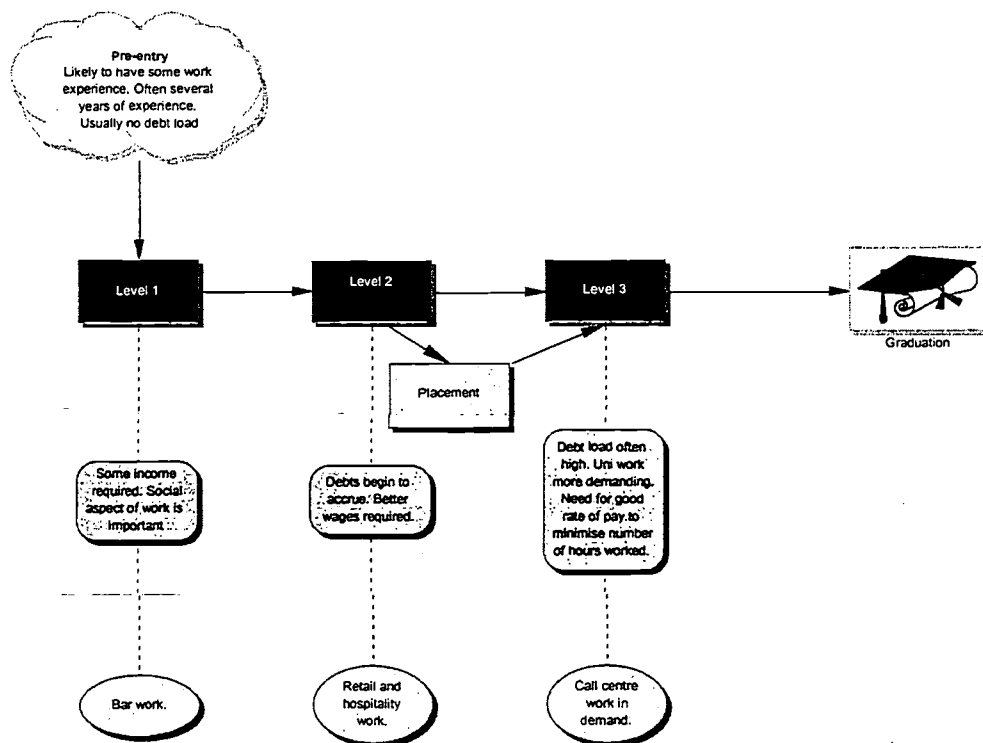 Pre-entry
Likely to have some work
experience. Often several
years of experience.
Usually no debt load
Level 1
Level 2
Level 3
Graduation
Placement
Some income
required. Social
aspect of work is
important
Debts begin to
accrue. Better
wages required.
Debt load often
high. Uni work
more demanding.
Need for good
rate of pay to
minimise number
of hours worked.
Bar work.
Retail and
hospitality
work.
Call centre
work in
demand.